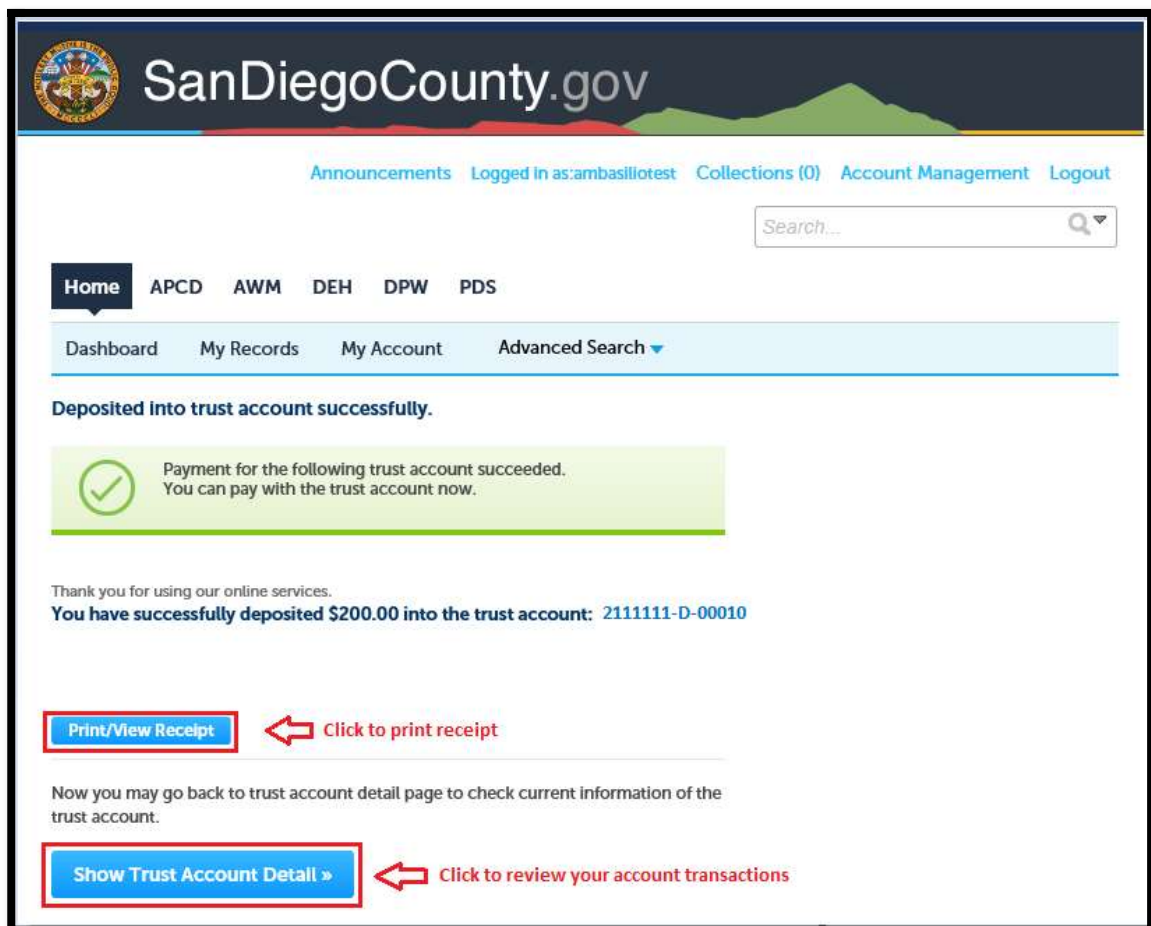 SanDiegoCounty.gov
Announcements Logged in as:ambasiliotest Collections (0) Account Management Logout
Search...
Home APCD AWM DEH DPW PDS
Dashboard My Records My Account Advanced Search
Deposited into trust account successfully.
Payment for the following trust account succeeded.
You can pay with the trust account now.
Thank you for using our online services.
You have successfully deposited $200.00 into the trust account: 2111111-D-00010
Print/View Receipt Click to print receipt
Now you may go back to trust account detail page to check current information of the
trust account.
Show Trust Account Detail » Click to review your account transactions